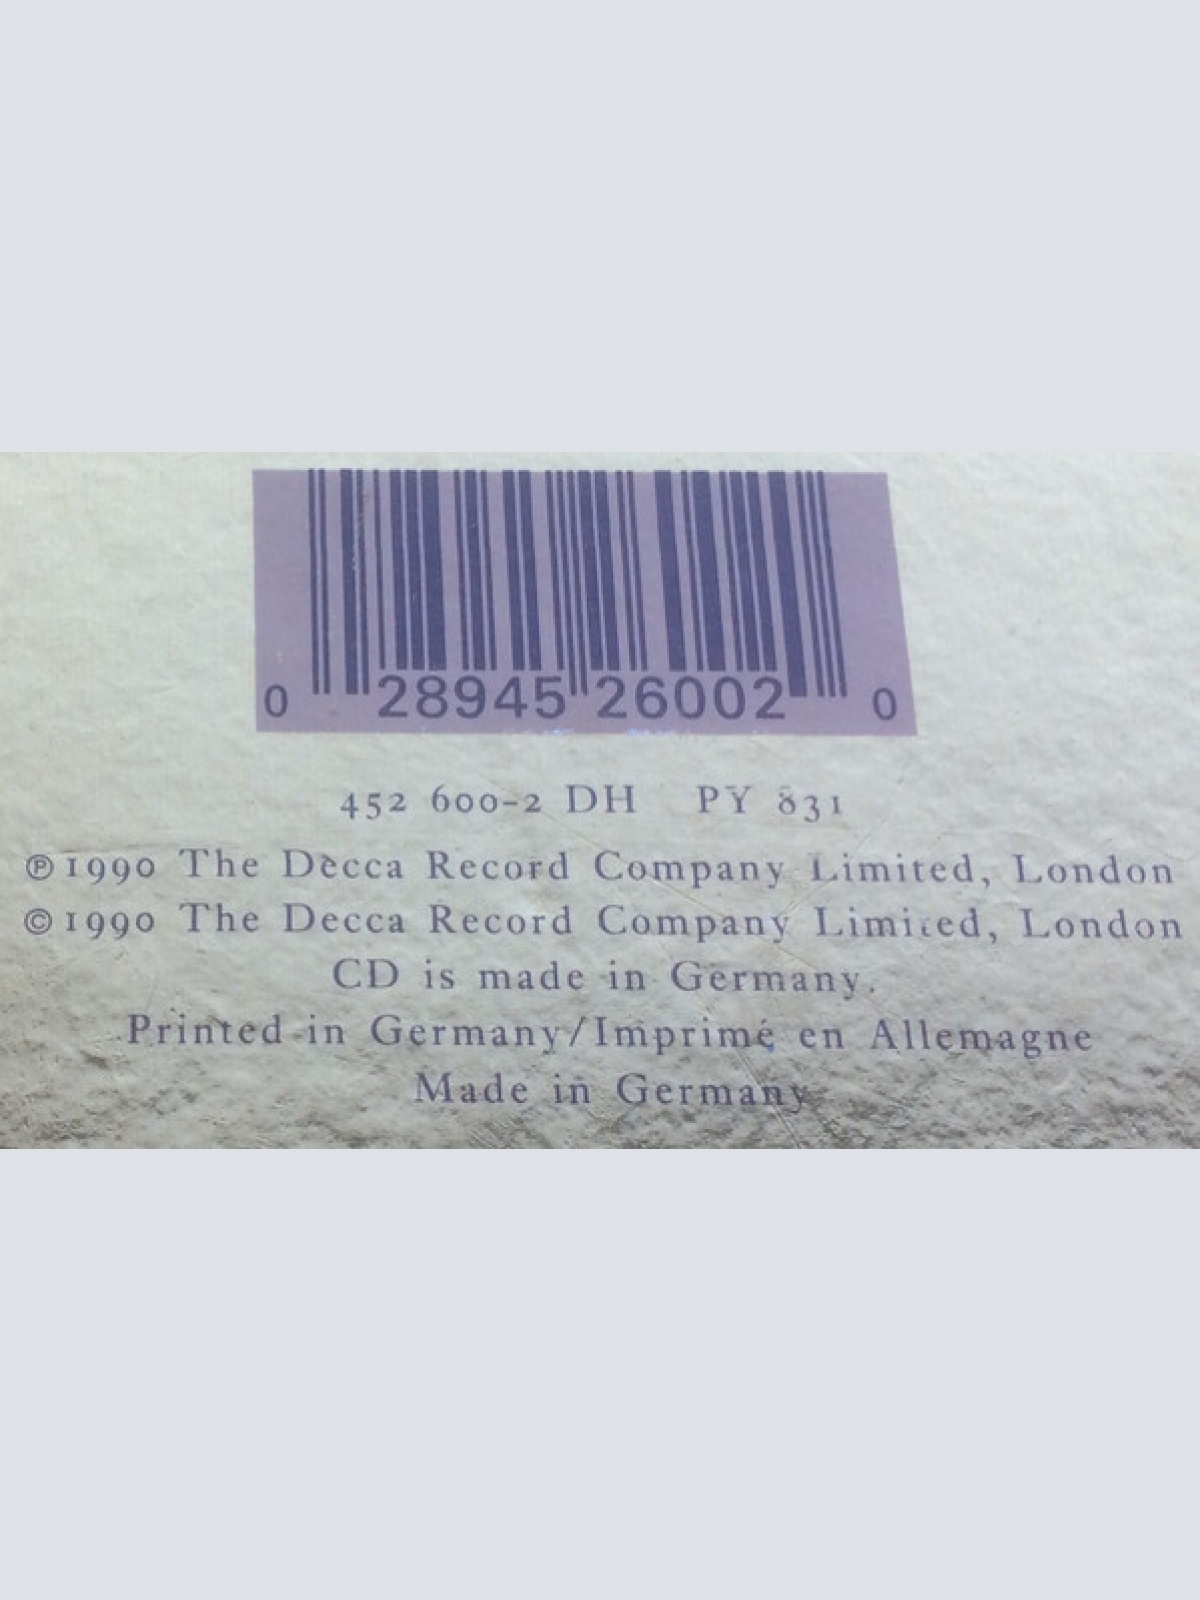 0 28945 26002 0
452 600-2 DH PY 831
℗ 1990 The Decca Record Company Limited, London
© 1990 The Decca Record Company Limited, London
CD is made in Germany.
Printed in Germany/Imprimé en Allemagne
Made in Germany